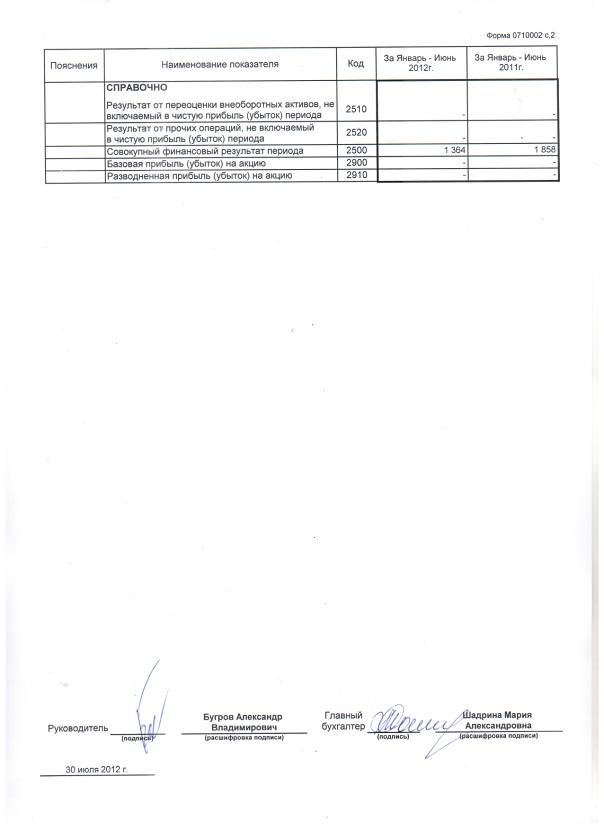 Форма 0710002 с,2
Пояснения Наименование показателя Код За Январь - Июнь 2012г. За Январь - Июнь 2011г.
СПРАВОЧНО
Результат от переоценки внеоборотных активов, не
включаемый в чистую прибыль (убыток) периода 2510 - -
Результат от прочих операций, не включаемый
в чистую прибыль (убыток) периода 2520 - -
Совокупный финансовый результат периода 2500 1 364 1 858
Базовая прибыль (убыток) на акцию 2900 - -
Разводненная прибыль (убыток) на акцию 2910 - -
Руководитель
(подпись)
Бугров Александр
Владимирович
(расшифровка подписи)
Главный
бухгалтер
(подпись)
Шадрина Мария
Александровна
(расшифровка подписи)
30 июля 2012 г.